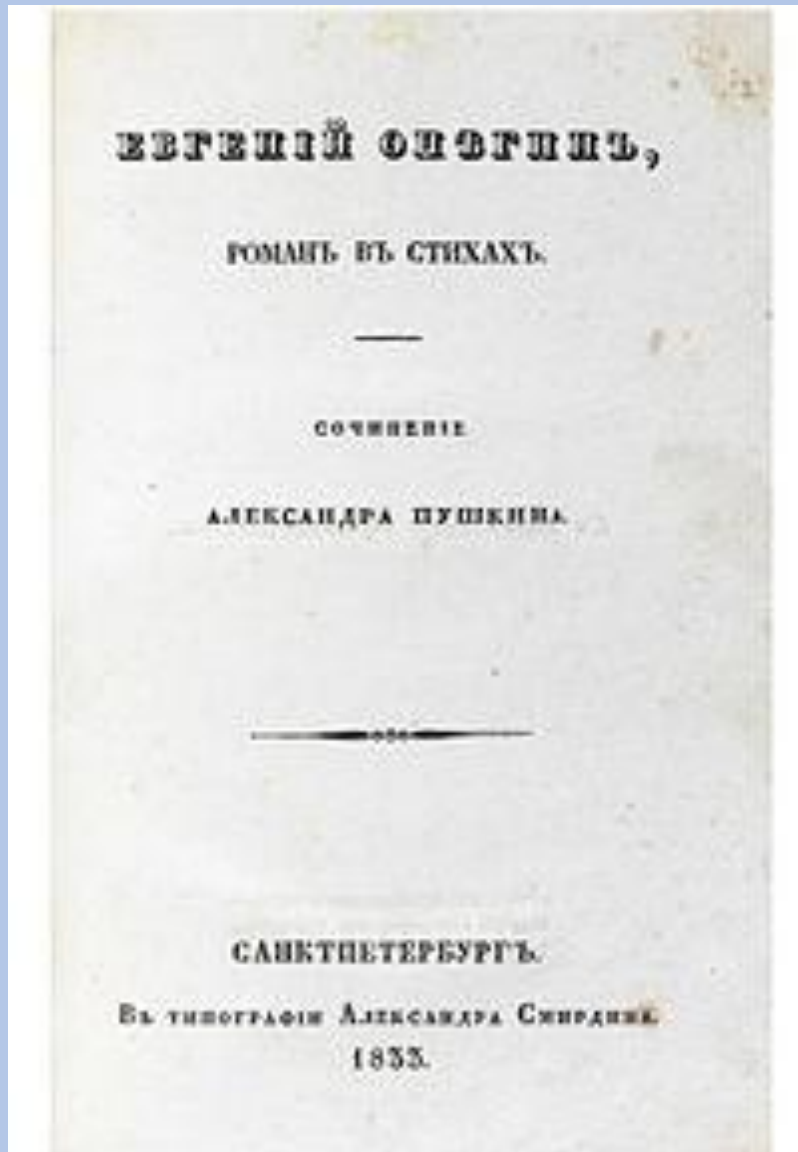 ЕВГЕНІЙ ОНѢГИНЪ,
РОМАНЪ ВЪ СТИХАХЪ.
СОЧИНЕНІЕ
АЛЕКСАНДРА ПУШКИНА.
САНКТПЕТЕРБУРГЪ.
Въ типографіи Александра Смирдина.
1833.